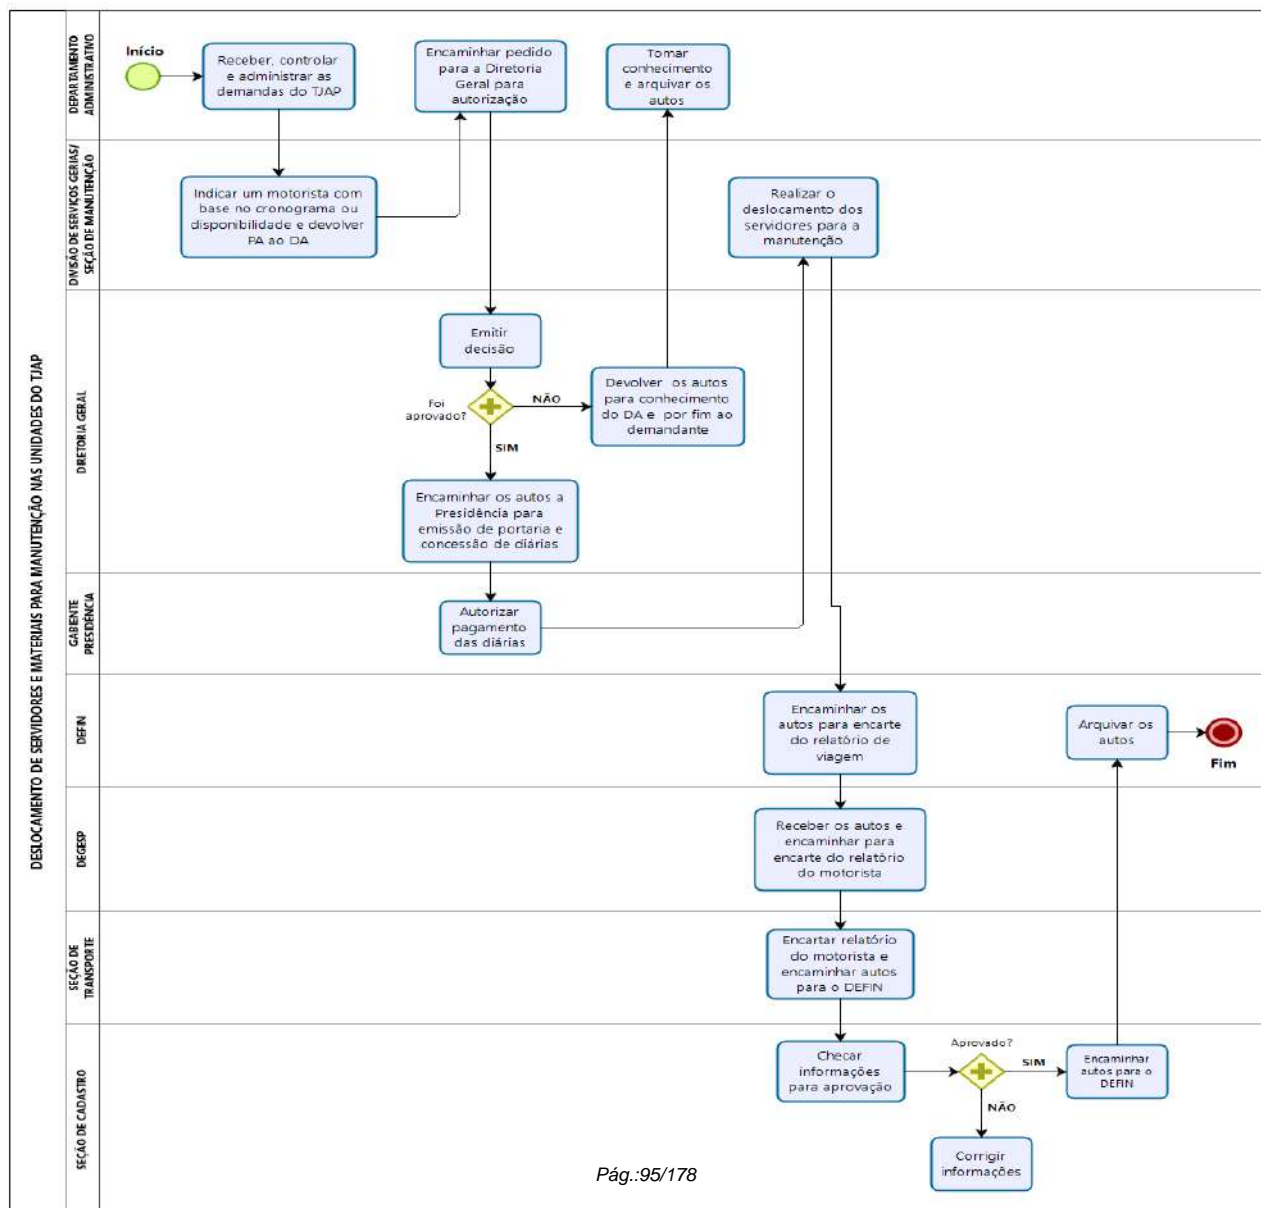 DESLOCAMENTO DE SERVIDORES E MATERIAIS PARA MANUTENÇÃO NAS UNIDADES DO TJAP
DEPARTAMENTO
ADMINISTRATIVO
Início
Receber, controlar
e administrar as
demandas do TJAP
Encaminhar pedido
para a Diretoria
Geral para
autorização
Tomar
conhecimento
e arquivar os
autos
DIVISÃO DE SERVIÇOS GERIAS/
SEÇÃO DE MANUTENÇÃO
Indicar um motorista com
base no cronograma ou
disponibilidade e devolver
PA ao DA
Realizar o
deslocamento dos
servidores para a
manutenção
DIRETORIA GERAL
Emitir
decisão
Foi
aprovado?
NÃO
Devolver os autos
para conhecimento
do DA e por fim ao
demandante
SIM
Encaminhar os autos a
Presidência para
emissão de portaria e
concessão de diárias
GABIENTE
PRESIDÊNCIA
Autorizar
pagamento
das diárias
DEFIN
Encaminhar os
autos para encarte
do relatório de
viagem
Arquivar os
autos
Fim
DEGESP
Receber os autos e
encaminhar para
encarte do relatório
do motorista
SEÇÃO DE
TRANSPORTE
Encartar relatório
do motorista e
encaminhar autos
para o DEFIN
SEÇÃO DE CADASTRO
Checar
informações
para aprovação
Aprovado?
SIM
Encaminhar
autos para o
DEFIN
NÃO
Corrigir
informações
Pág.:95/178